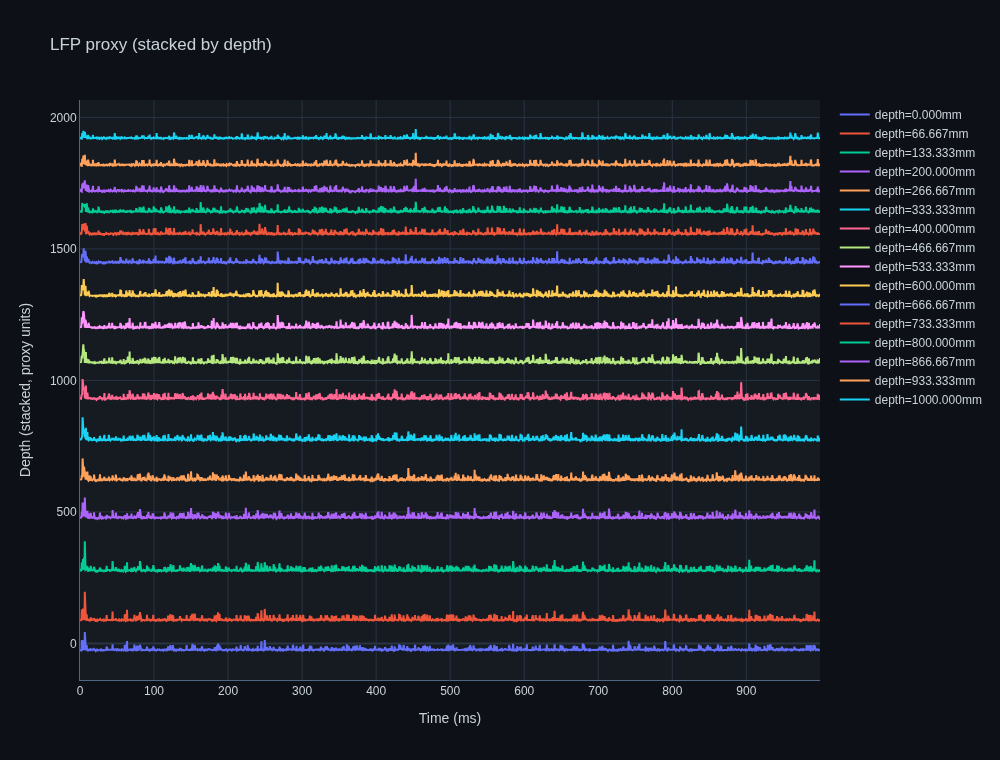 LFP proxy (stacked by depth)
2000
1500
1000
500
0
Depth (stacked, proxy units)
0 100 200 300 400 500 600 700 800 900
Time (ms)
depth=0.000mm
depth=66.667mm
depth=133.333mm
depth=200.000mm
depth=266.667mm
depth=333.333mm
depth=400.000mm
depth=466.667mm
depth=533.333mm
depth=600.000mm
depth=666.667mm
depth=733.333mm
depth=800.000mm
depth=866.667mm
depth=933.333mm
depth=1000.000mm